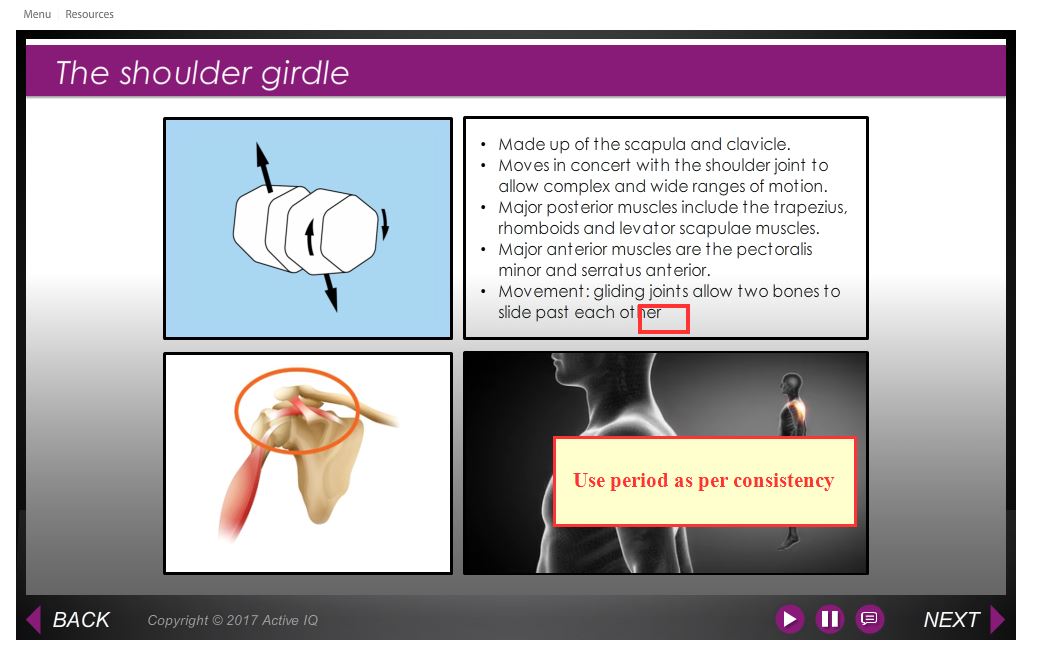 Menu Resources
The shoulder girdle
• Made up of the scapula and clavicle.
• Moves in concert with the shoulder joint to
allow complex and wide ranges of motion.
• Major posterior muscles include the trapezius,
rhomboids and levator scapulae muscles.
• Major anterior muscles are the pectoralis
minor and serratus anterior.
• Movement: gliding joints allow two bones to
slide past each other
Use period as per consistency
BACK Copyright © 2017 Active IQ NEXT